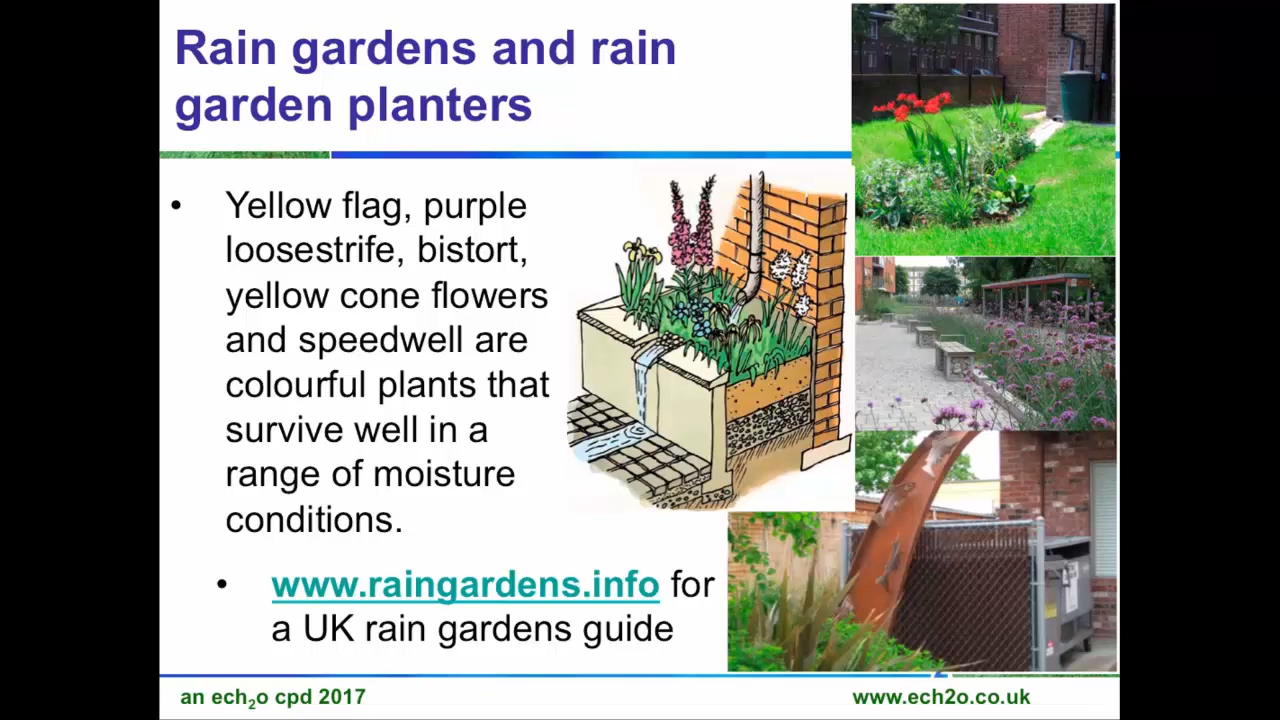 Rain gardens and rain
garden planters
• Yellow flag, purple
loosestrife, bistort,
yellow cone flowers
and speedwell are
colourful plants that
survive well in a
range of moisture
conditions.
• www.raingardens.info for
a UK rain gardens guide
an ech₂o cpd 2017
www.ech2o.co.uk